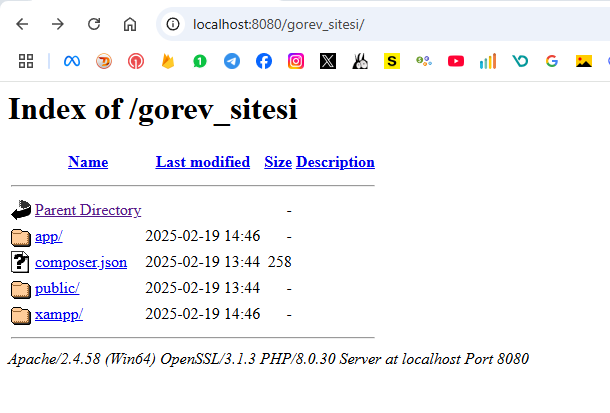 localhost:8080/gorev_sitesi/
Index of /gorev_sitesi
Name Last modified Size Description
Parent Directory -
app/ 2025-02-19 14:46 -
composer.json 2025-02-19 13:44 258
public/ 2025-02-19 13:44 -
xampp/ 2025-02-19 14:46 -
Apache/2.4.58 (Win64) OpenSSL/3.1.3 PHP/8.0.30 Server at localhost Port 8080